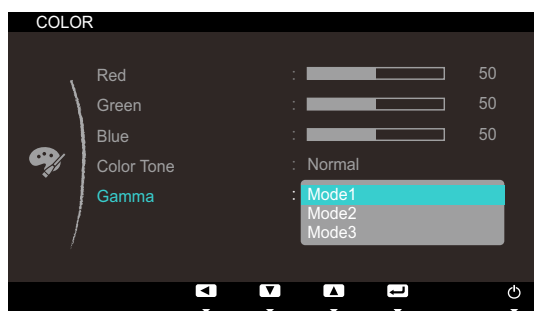 COLOR
Red : 50
Green : 50
Blue : 50
Color Tone : Normal
Gamma : Mode1
Mode2
Mode3